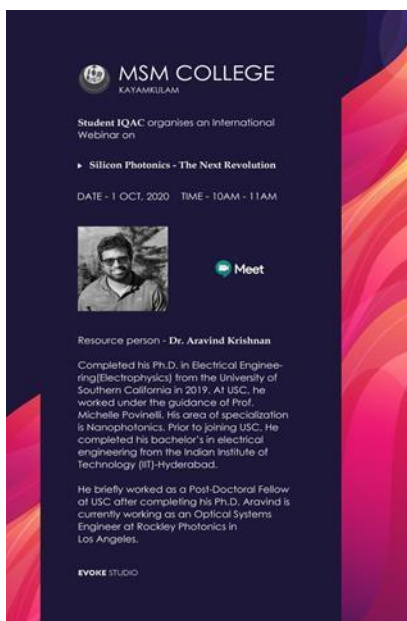 MSM COLLEGE
KAYAMKULAM
Student IQAC organises an International
Webinar on
Silicon Photonics - The Next Revolution
DATE - 1 OCT, 2020 TIME - 10AM - 11AM
Meet
Resource person - Dr. Aravind Krishnan
Completed his Ph.D. in Electrical Enginee-
ring(Electrophysics) from the University of
Southern California in 2019. At USC, he
worked under the guidance of Prof.
Michelle Povinelli. His area of specialization
is Nanophotonics. Prior to joining USC, He
completed his bachelor's in electrical
engineering from the Indian Institute of
Technology (IIT)-Hyderabad.
He briefly worked as a Post-Doctoral Fellow
at USC after completing his Ph.D. Aravind is
currently working as an Optical Systems
Engineer at Rockley Photonics in
Los Angeles.
EVOKE STUDIO